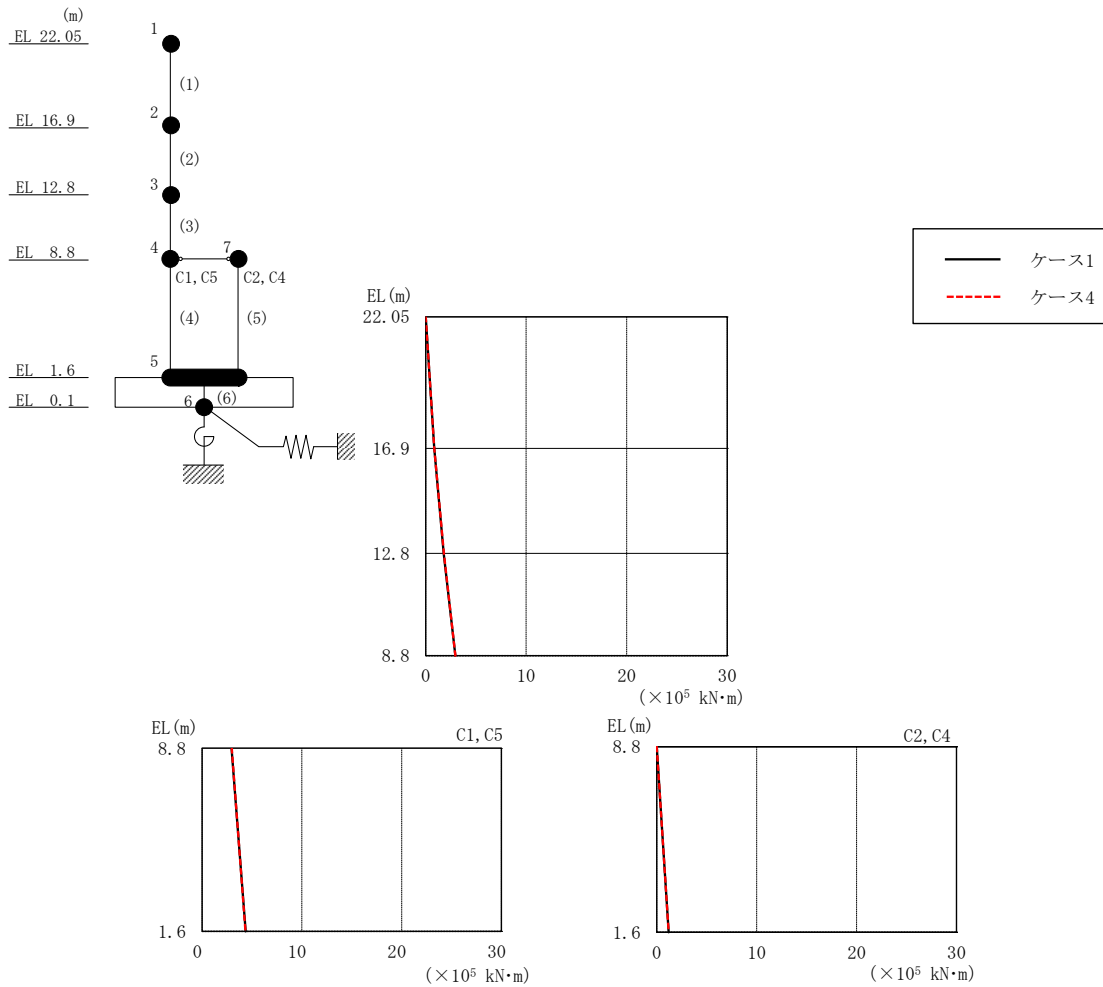 (m)
EL 22.05
1
(1)
EL 16.9
2
(2)
EL 12.8
3
(3)
EL 8.8
4
7
C1,C5
C2,C4
(4)
(5)
EL 1.6
5
EL 0.1
6
(6)
ケース1
ケース4
EL(m)
22.05
16.9
12.8
8.8
0 10 20 30
(×10⁵ kN・m)
EL(m)
C1,C5
8.8
1.6
0 10 20 30
(×10⁵ kN・m)
EL(m)
C2,C4
8.8
1.6
0 10 20 30
(×10⁵ kN・m)